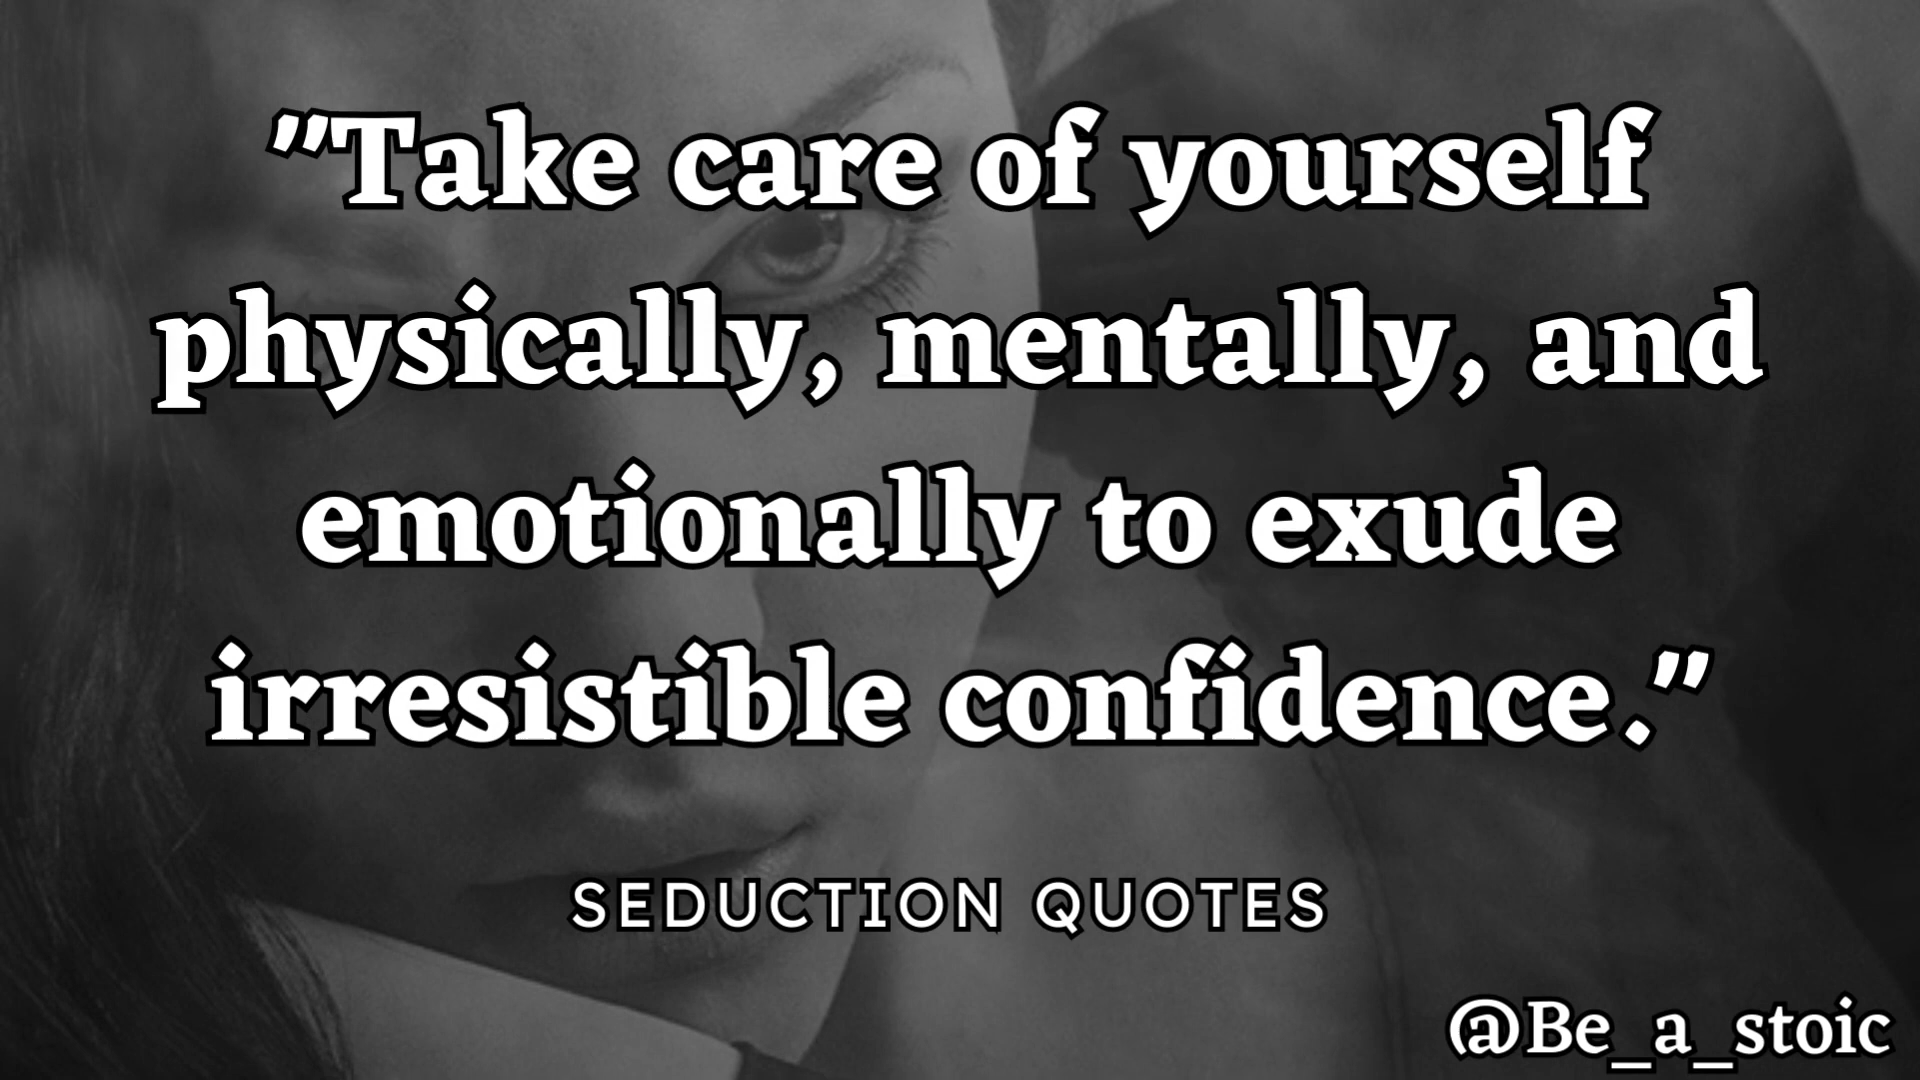 "Take care of yourself
physically, mentally, and
emotionally to exude
irresistible confidence."
SEDUCTION QUOTES
@Be_a_stoic